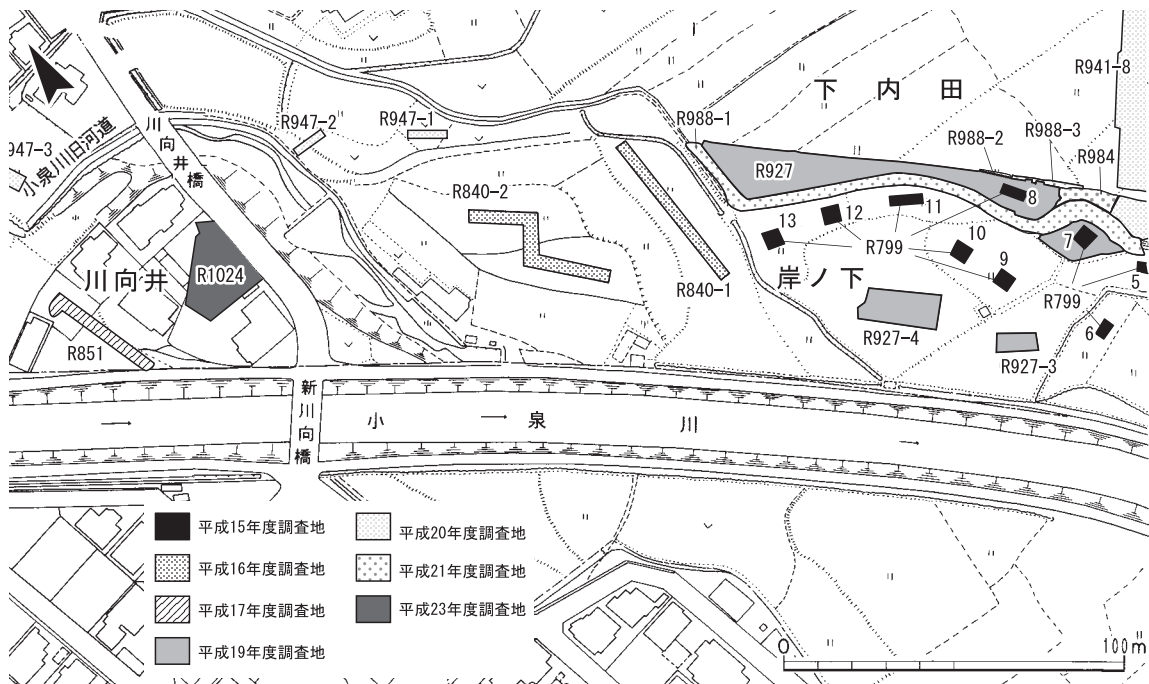 R941-8
下内田
R988-1
R988-2
R988-3
R984
R947-2
R947-1
川向井橋
小泉川旧河道
947-3
R927
R840-2
8
11
12
13
10
7
R799
9
5
R1024
川向井
岸ノ下
R840-1
R799
6
R927-4
R851
R927-3
新川向橋
小泉川
平成15年度調査地
平成16年度調査地
平成17年度調査地
平成19年度調査地
平成20年度調査地
平成21年度調査地
平成23年度調査地
0 100m